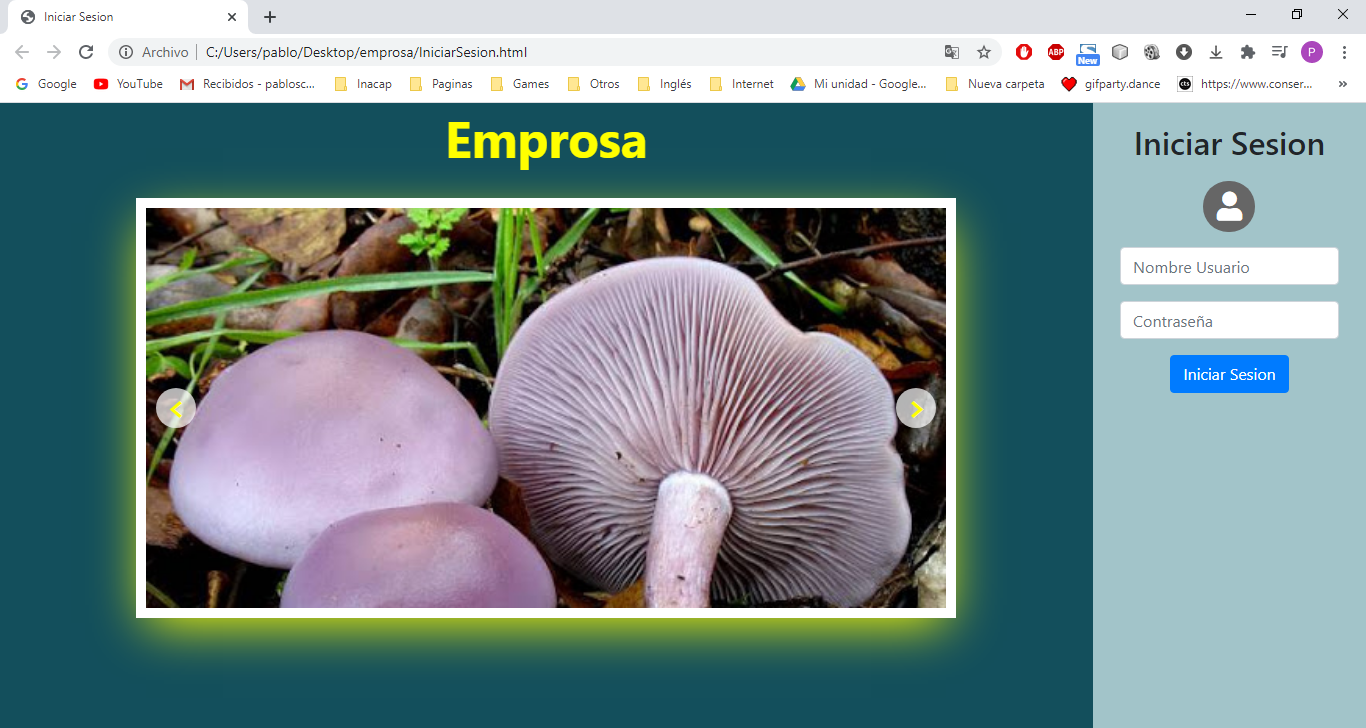 Iniciar Sesion
Archivo C:/Users/pablo/Desktop/emprosa/IniciarSesion.html
ABP
New
P
Google YouTube Recibidos - pablosc... Inacap Paginas Games Otros Inglés Internet Mi unidad - Google... Nueva carpeta gifparty.dance cts https://www.conser... »
Emprosa
Iniciar Sesion
Nombre Usuario
Contraseña
Iniciar Sesion